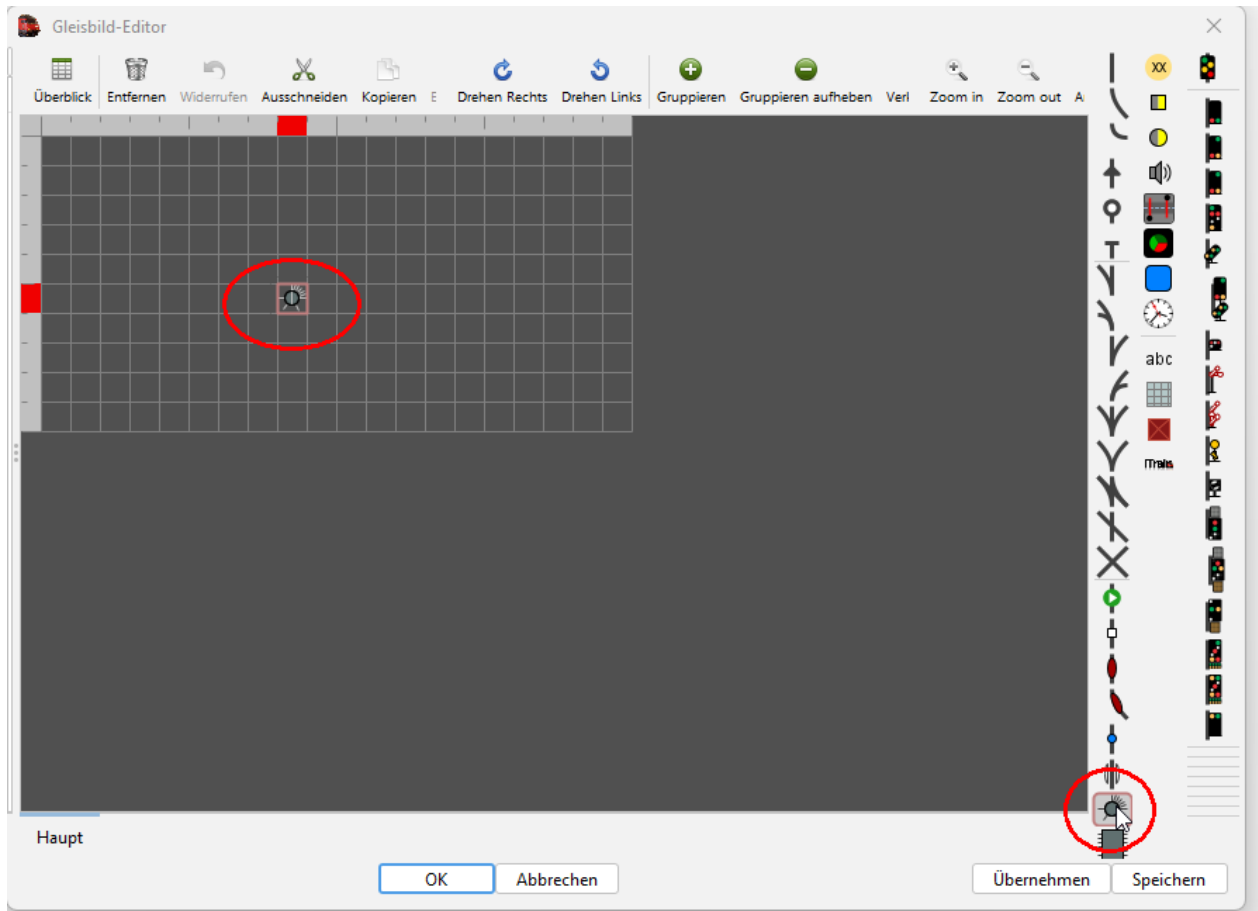 Gleisbild-Editor
Überblick Entfernen Widerrufen Ausschneiden Kopieren E Drehen Rechts Drehen Links Gruppieren Gruppieren aufheben Verl Zoom in Zoom out A
XX
abc
iTrain
Haupt
OK Abbrechen Übernehmen Speichern